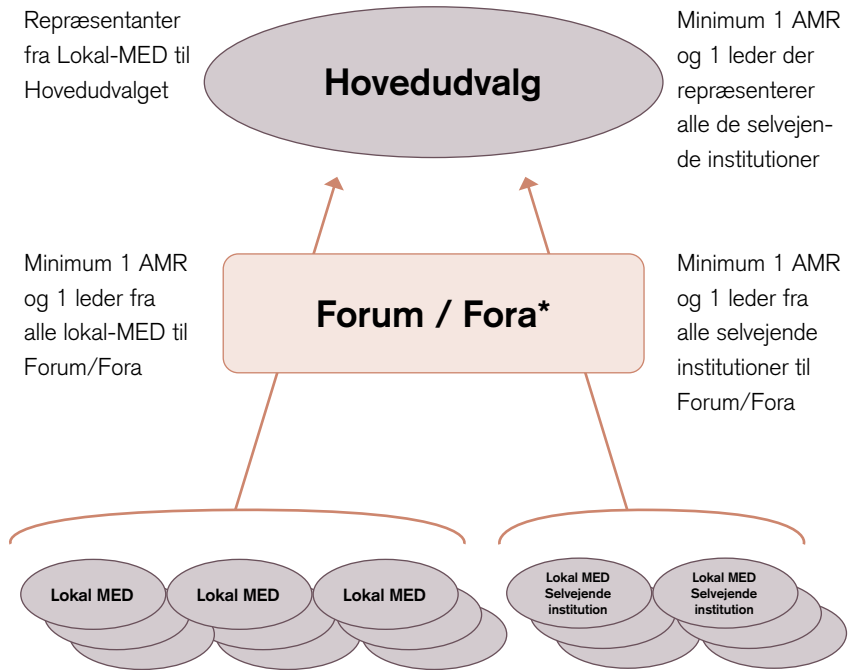 Repræsentanter
fra Lokal-MED til
Hovedudvalget
Hovedudvalg
Minimum 1 AMR
og 1 leder der
repræsenterer
alle de selvejen-
de institutioner
Minimum 1 AMR
og 1 leder fra
alle lokal-MED til
Forum/Fora
Forum / Fora*
Minimum 1 AMR
og 1 leder fra
alle selvejende
institutioner til
Forum/Fora
Lokal MED
Lokal MED
Lokal MED
Lokal MED
Selvejende
institution
Lokal MED
Selvejende
institution